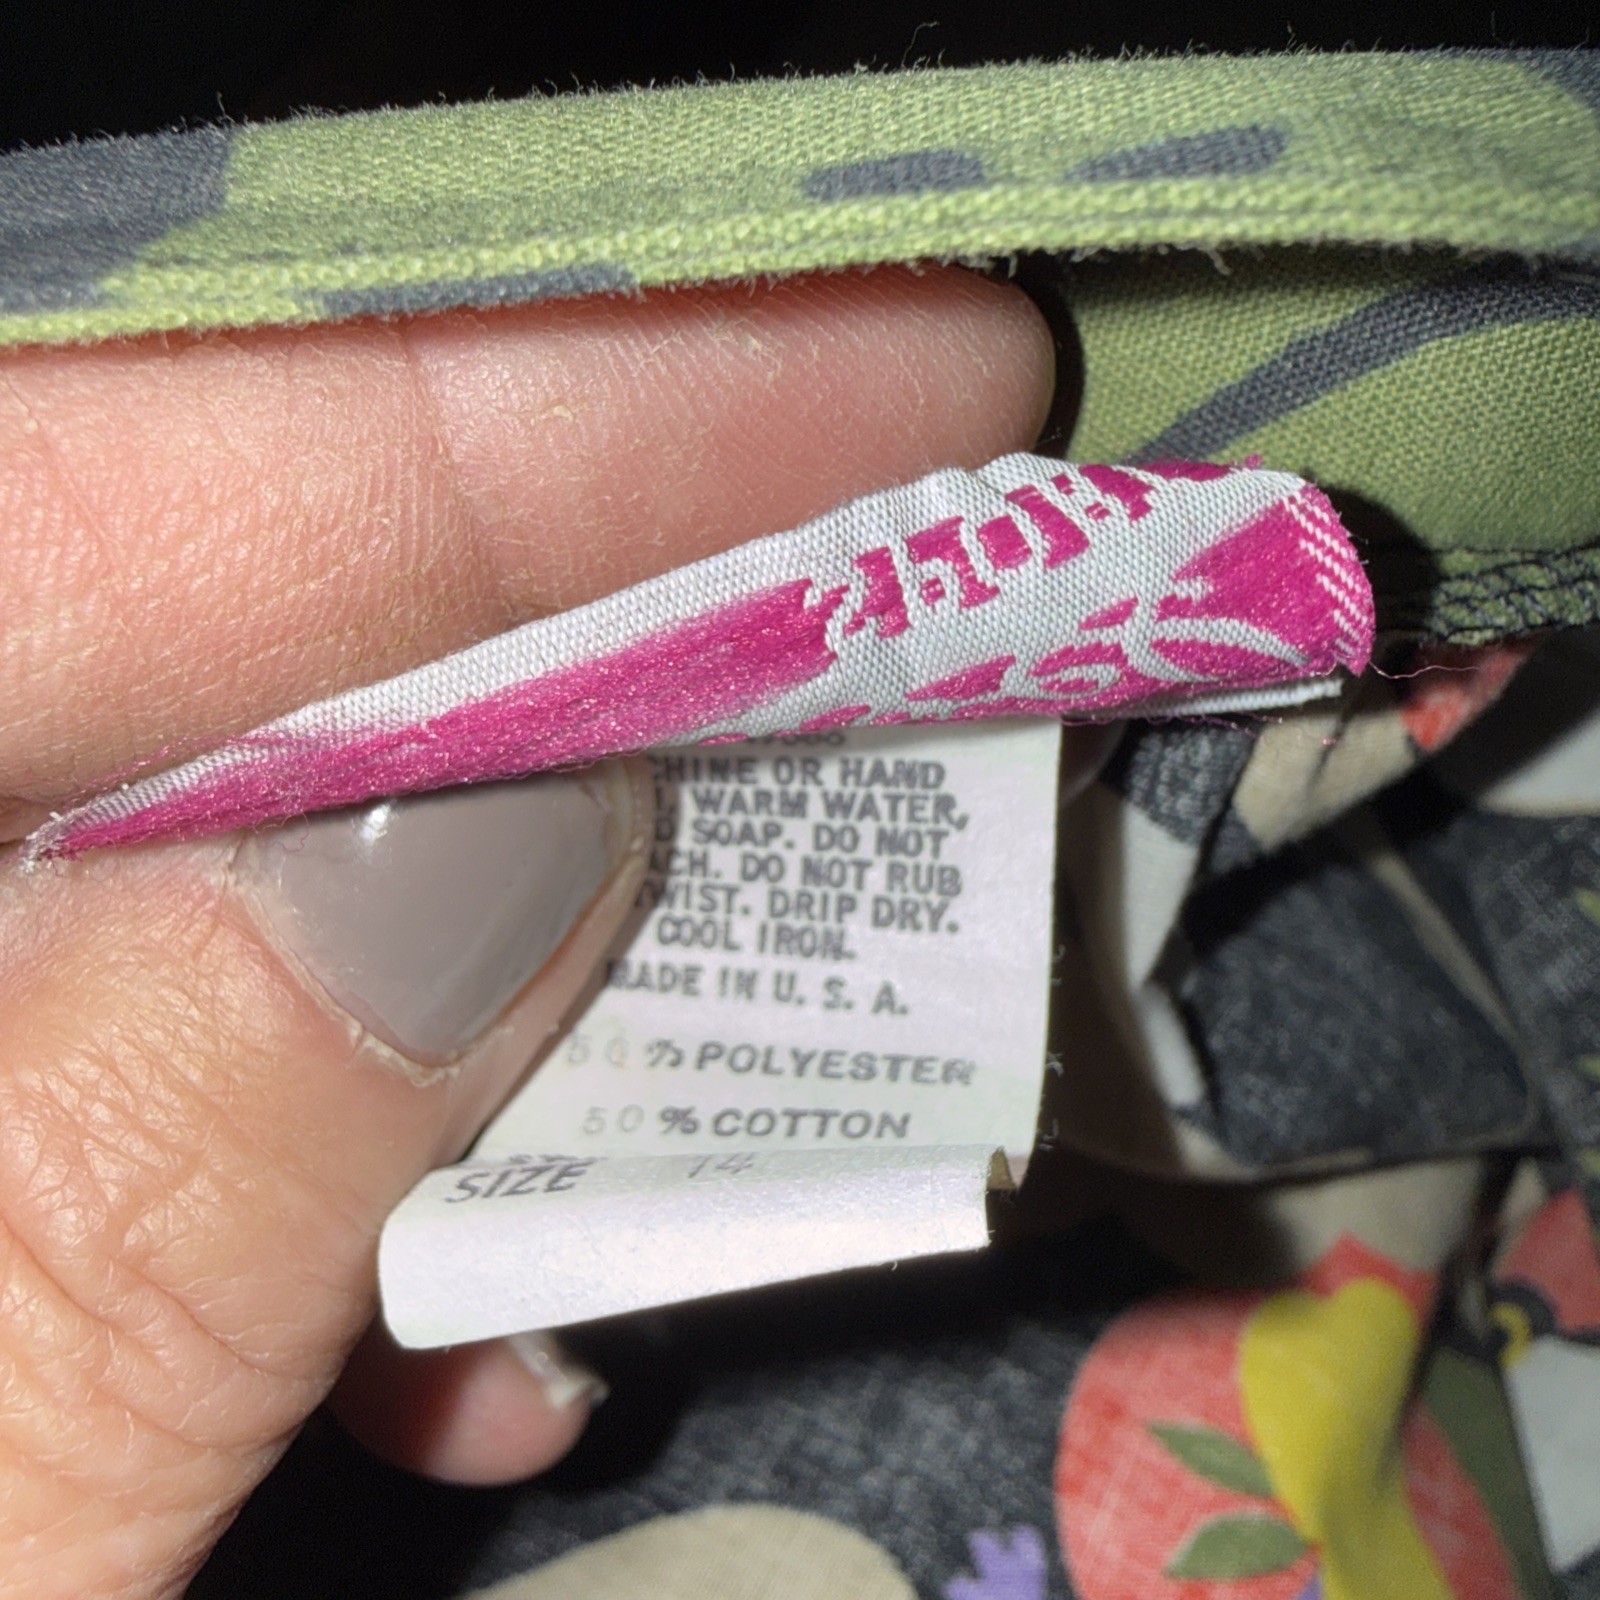 CHINE OR HAND
WARM WATER,
SOAP. DO NOT
ACH. DO NOT RUB
TWIST. DRIP DRY.
COOL IRON.
MADE IN U. S. A.
50% POLYESTER
50% COTTON
SIZE 14